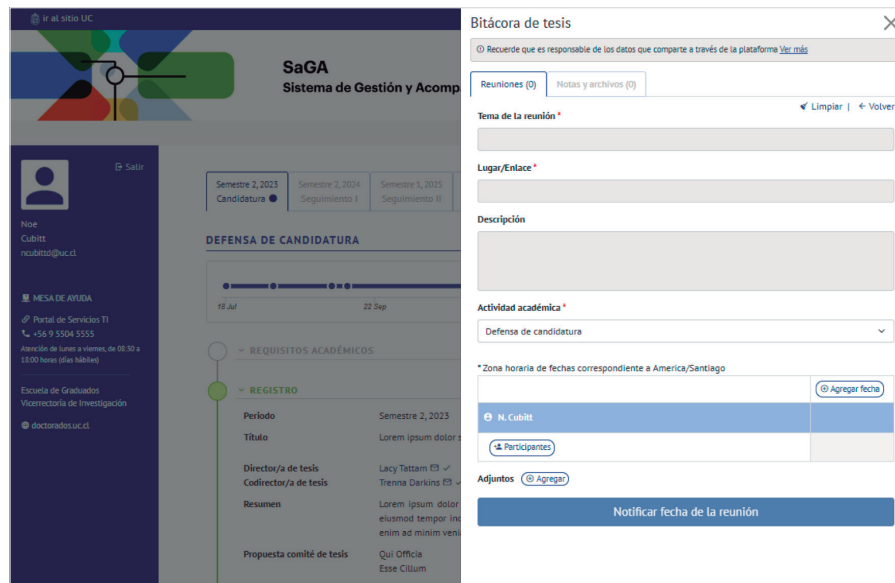 ir al sitio UC
SaGA
Sistema de Gestión y Acomp
Salir
Noe
Cubitt
ncubittd@uc.cl
MESA DE AYUDA
Portal de Servicios TI
+56 9 5504 5555
Atención de lunes a viernes, de 08:30 a
18:00 horas (días hábiles)
Escuela de Graduados
Vicerrectoría de Investigación
doctorados.uc.cl
Semestre 2, 2023
Candidatura
Semestre 2, 2024
Seguimiento I
Semestre 1, 2025
Seguimiento II
DEFENSA DE CANDIDATURA
18 Jul
22 Sep
REQUISITOS ACADÉMICOS
REGISTRO
Periodo Semestre 2, 2023
Título Lorem ipsum dolor s
Director/a de tesis Lacy Tattam
Codirector/a de tesis Trenna Darkins
Resumen Lorem ipsum dolor
eiusmod tempor inc
enim ad minim veni
Propuesta comité de tesis Qui Officia
Esse Cillum
Bitácora de tesis
Recuerde que es responsable de los datos que comparte a través de la plataforma Ver más
Reuniones (0) Notas y archivos (0)
Limpiar | ← Volver
Tema de la reunión *
Lugar/Enlace *
Descripción
Actividad académica *
Defensa de candidatura
* Zona horaria de fechas correspondiente a America/Santiago
Agregar fecha
N. Cubitt
Participantes
Adjuntos Agregar
Notificar fecha de la reunión